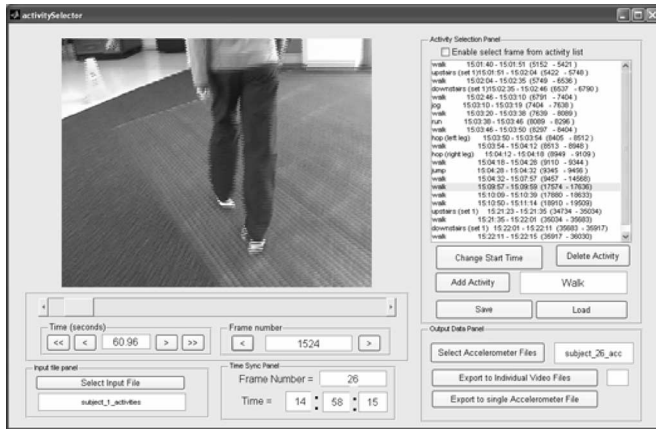 activitySelector
Activity Selection Panel
Enable select frame from activity list
walk 15:01:40 - 15:01:51 (5152 - 5421 )
upstairs (set 1)15:01:51 - 15:02:04 (5422 - 5748 )
walk 15:02:04 - 15:02:35 (5749 - 6536 )
downstairs (set 1)15:02:35 - 15:02:46 (6537 - 6790 )
walk 15:02:46 - 15:03:10 (6791 - 7404 )
jog 15:03:10 - 15:03:19 (7404 - 7638 )
walk 15:03:20 - 15:03:38 (7639 - 8089 )
run 15:03:38 - 15:03:46 (8089 - 8296 )
walk 15:03:46 - 15:03:50 (8297 - 8404 )
hop (left leg) 15:03:50 - 15:03:54 (8405 - 8512 )
walk 15:03:54 - 15:04:12 (8513 - 8948 )
hop (right leg) 15:04:12 - 15:04:18 (8949 - 9109 )
walk 15:04:18 - 15:04:28 (9110 - 9344 )
jump 15:04:28 - 15:04:32 (9345 - 9456 )
walk 15:04:32 - 15:07:57 (9457 - 14568)
walk 15:09:57 - 15:09:59 (17574 - 17636)
walk 15:10:09 - 15:10:39 (17880 - 18633)
walk 15:10:50 - 15:11:14 (18910 - 19509)
upstairs (set 1) 15:21:23 - 15:21:35 (34734 - 35034)
walk 15:21:35 - 15:22:01 (35034 - 35683)
downstairs (set 1) 15:22:01 - 15:22:11 (35683 - 35917)
walk 15:22:11 - 15:22:15 (35917 - 36030)
Change Start Time
Delete Activity
Add Activity
Walk
Save
Load
Time (seconds)
<< < 60.96 > >>
Frame number
< 1524 >
Input file panel
Select Input File
subject_1_activities
Time Sync Panel
Frame Number = 26
Time = 14 : 58 : 15
Output Data Panel
Select Accelerometer Files
subject_26_acc
Export to Individual Video Files
Export to single Accelerometer File